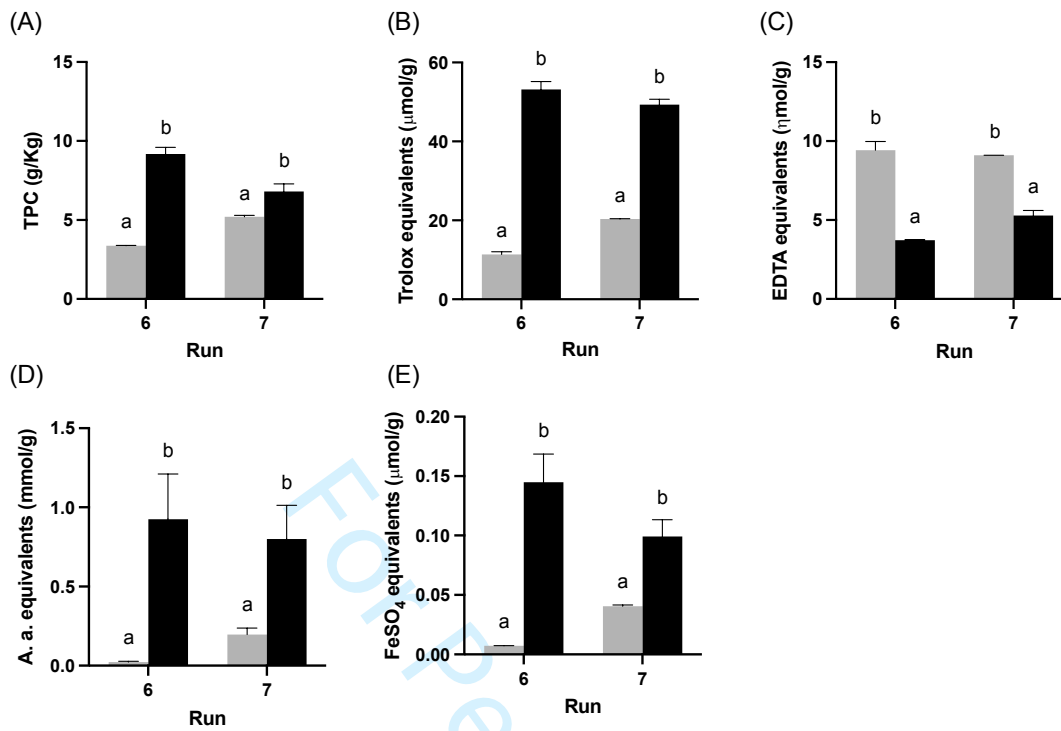 (A)
TPC (g/Kg)
15
10
5
0
a
b
a
b
6
7
Run
(B)
Trolox equivalents (μmol/g)
60
40
20
0
a
b
a
b
6
7
Run
(C)
EDTA equivalents (ηmol/g)
15
10
5
0
b
a
b
a
6
7
Run
(D)
A. a. equivalents (mmol/g)
1.5
1.0
0.5
0.0
a
b
a
b
6
7
Run
(E)
FeSO₄ equivalents (μmol/g)
0.20
0.15
0.10
0.05
0.00
a
b
a
b
6
7
Run
For Pe